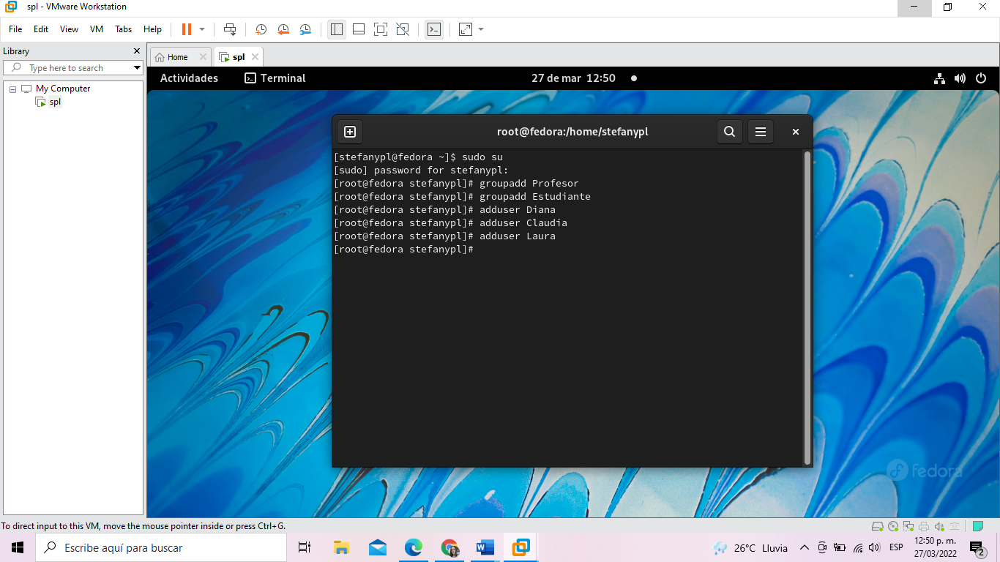 spl - VMware Workstation
File Edit View VM Tabs Help
Library
Type here to search
My Computer
spl
Home
spl
Actividades Terminal 27 de mar 12:50
root@fedora:/home/stefanypl
[stefanypl@fedora ~]$ sudo su
[sudo] password for stefanypl:
[root@fedora stefanypl]# groupadd Profesor
[root@fedora stefanypl]# groupadd Estudiante
[root@fedora stefanypl]# adduser Diana
[root@fedora stefanypl]# adduser Claudia
[root@fedora stefanypl]# adduser Laura
[root@fedora stefanypl]#
fedora
To direct input to this VM, move the mouse pointer inside or press Ctrl+G.
Escribe aquí para buscar
26°C Lluvia
ESP
12:50 p. m.
27/03/2022
2